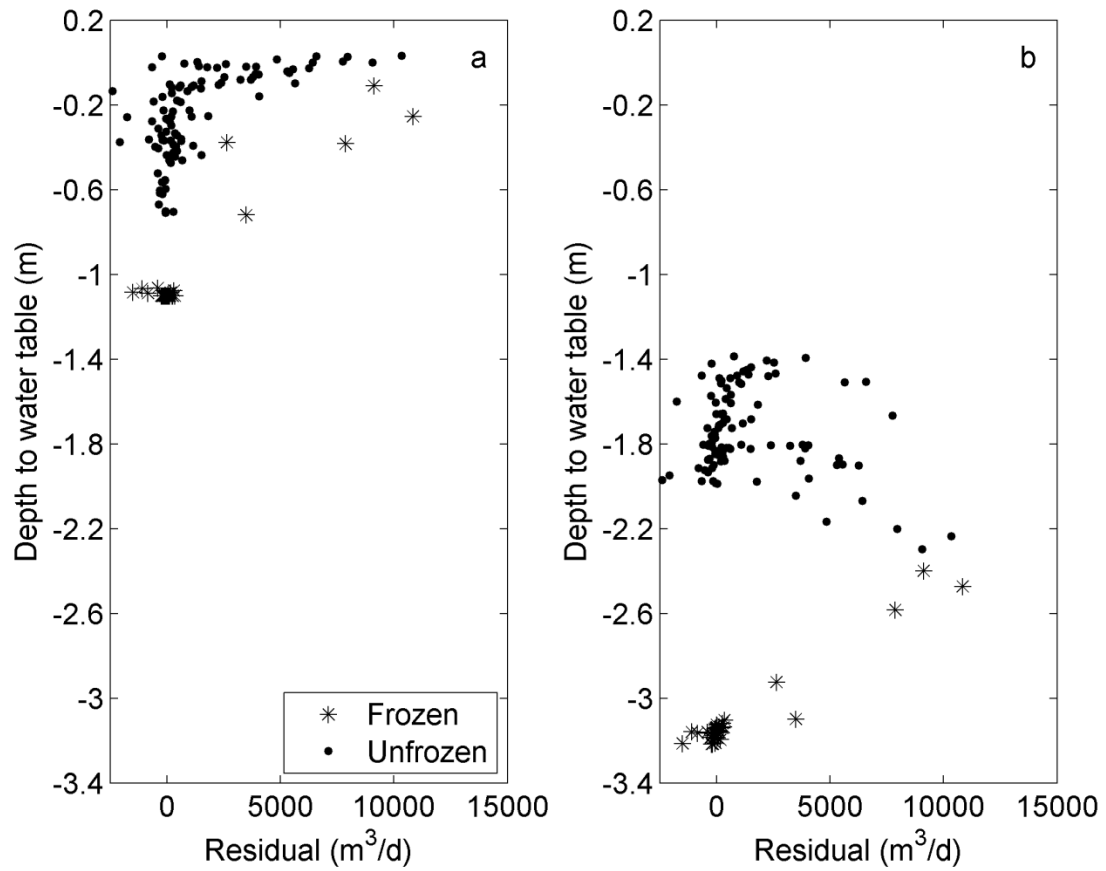 a
0.2
-0.2
-0.6
-1
-1.4
-1.8
-2.2
-2.6
-3
-3.4
Depth to water table (m)
Frozen
Unfrozen
0 5000 10000 15000
Residual (m³/d)
b
0.2
-0.2
-0.6
-1
-1.4
-1.8
-2.2
-2.6
-3
-3.4
Depth to water table (m)
0 5000 10000 15000
Residual (m³/d)